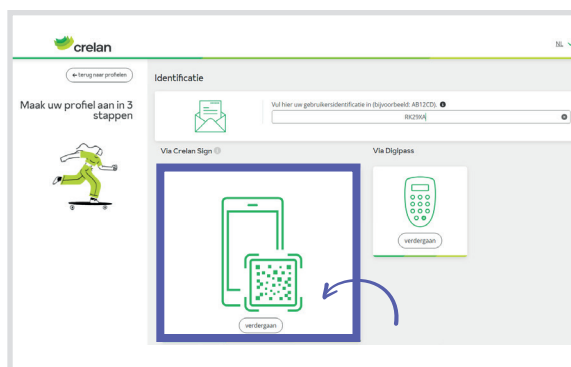 crelan
NL
← terug naar profielen
Identificatie
Maak uw profiel aan in 3
stappen
Vul hier uw gebruikersidentificatie in (bijvoorbeeld: AB12CD).
RK29XA
Via Crelan Sign
Via Digipass
verdergaan
verdergaan